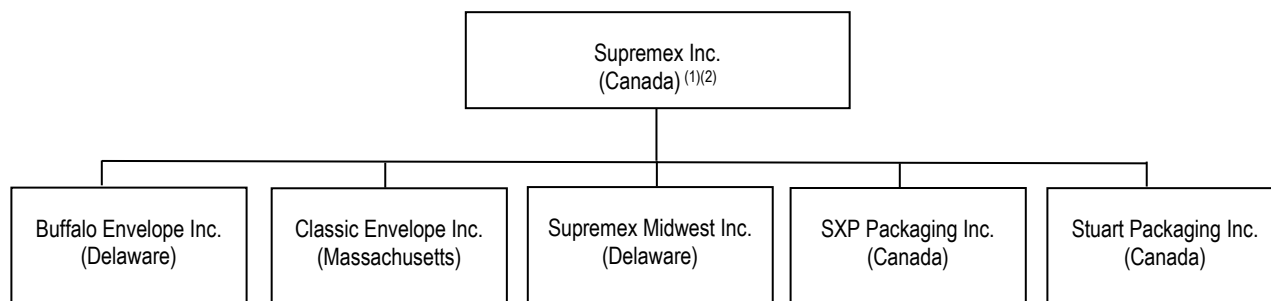 Supremex Inc.
(Canada) (1)(2)
Buffalo Envelope Inc.
(Delaware)
Classic Envelope Inc.
(Massachusetts)
Supremex Midwest Inc.
(Delaware)
SXP Packaging Inc.
(Canada)
Stuart Packaging Inc.
(Canada)